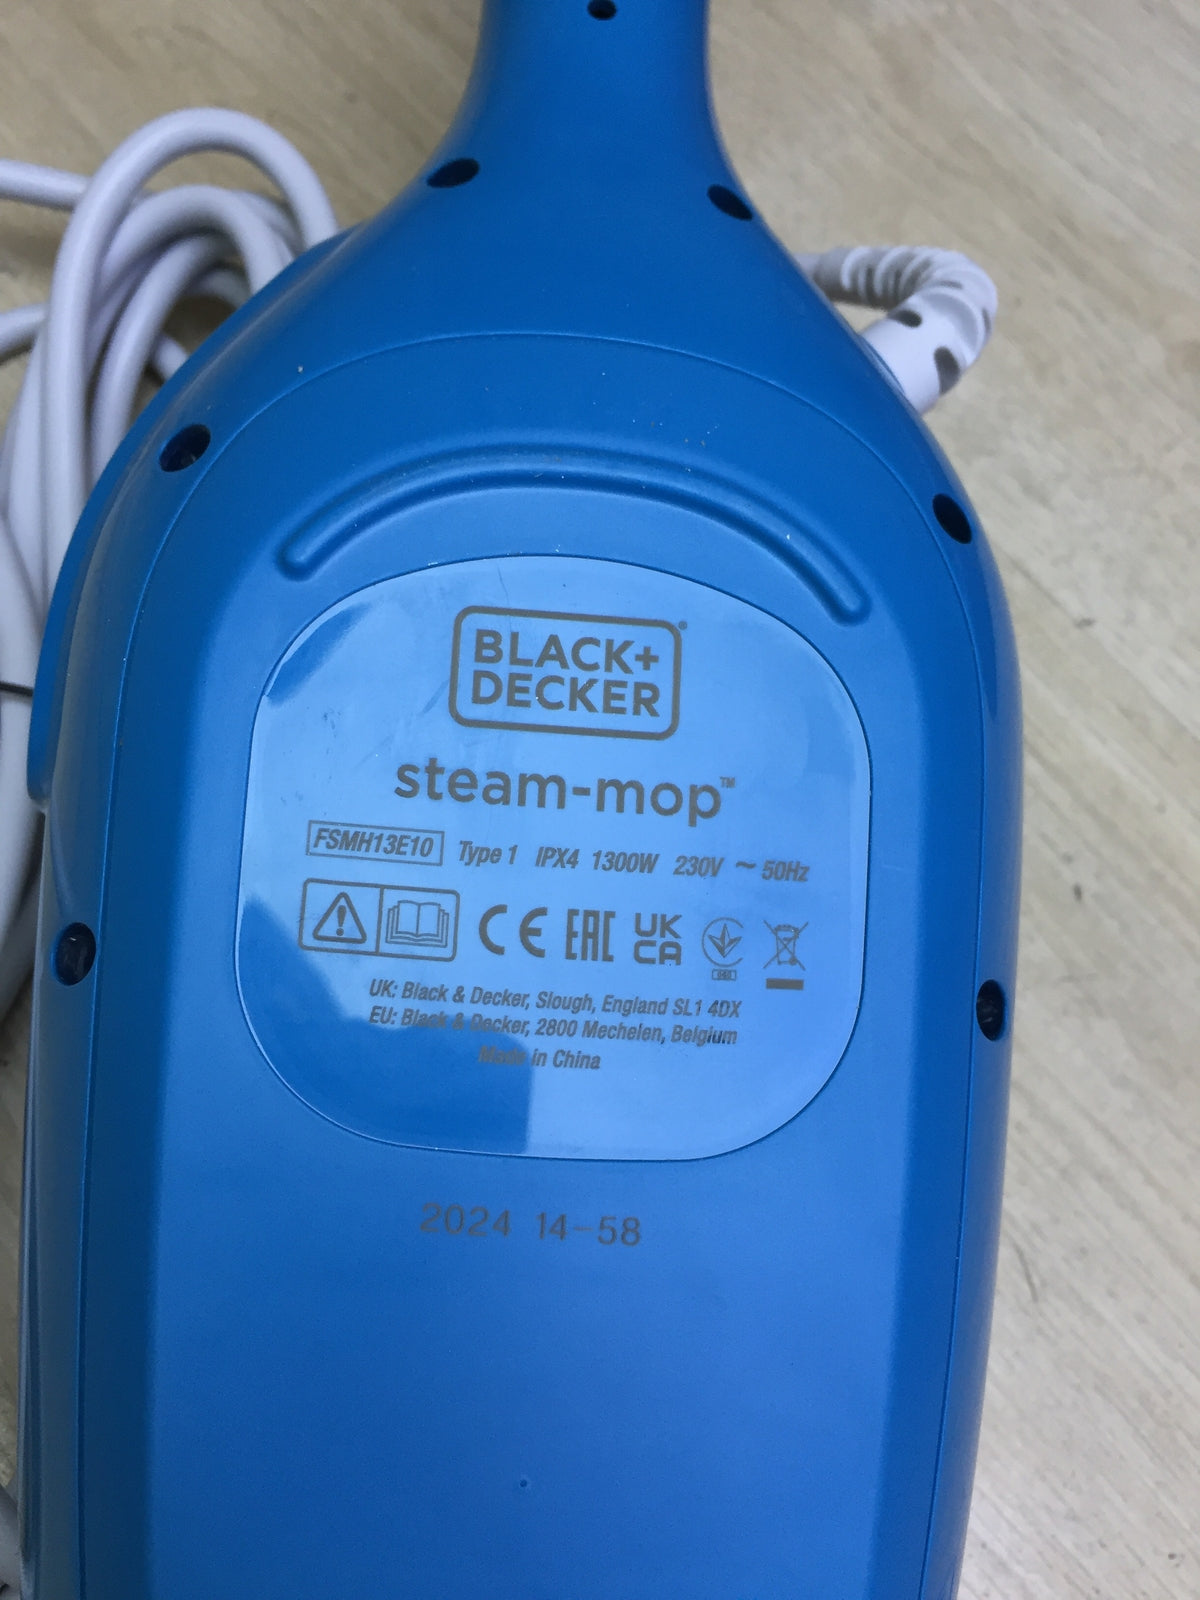 BLACK+
DECKER®
steam-mop™
FSMH13E10 Type 1 IPX4 1300W 230V ~ 50Hz
CE EAC UK CA
UK: Black & Decker, Slough, England SL1 4DX
EU: Black & Decker, 2800 Mechelen, Belgium
Made in China
2024 14-58